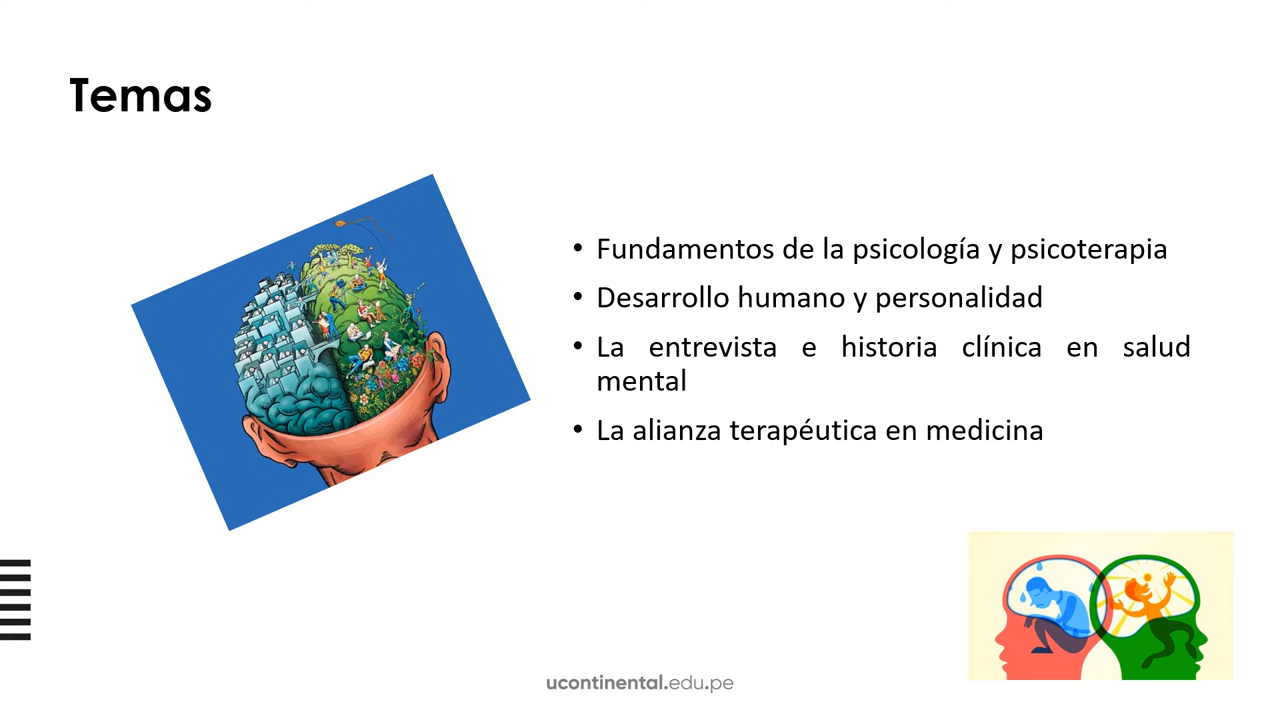 Temas
• Fundamentos de la psicología y psicoterapia
• Desarrollo humano y personalidad
• La entrevista e historia clínica en salud
mental
• La alianza terapéutica en medicina
ucontinental.edu.pe